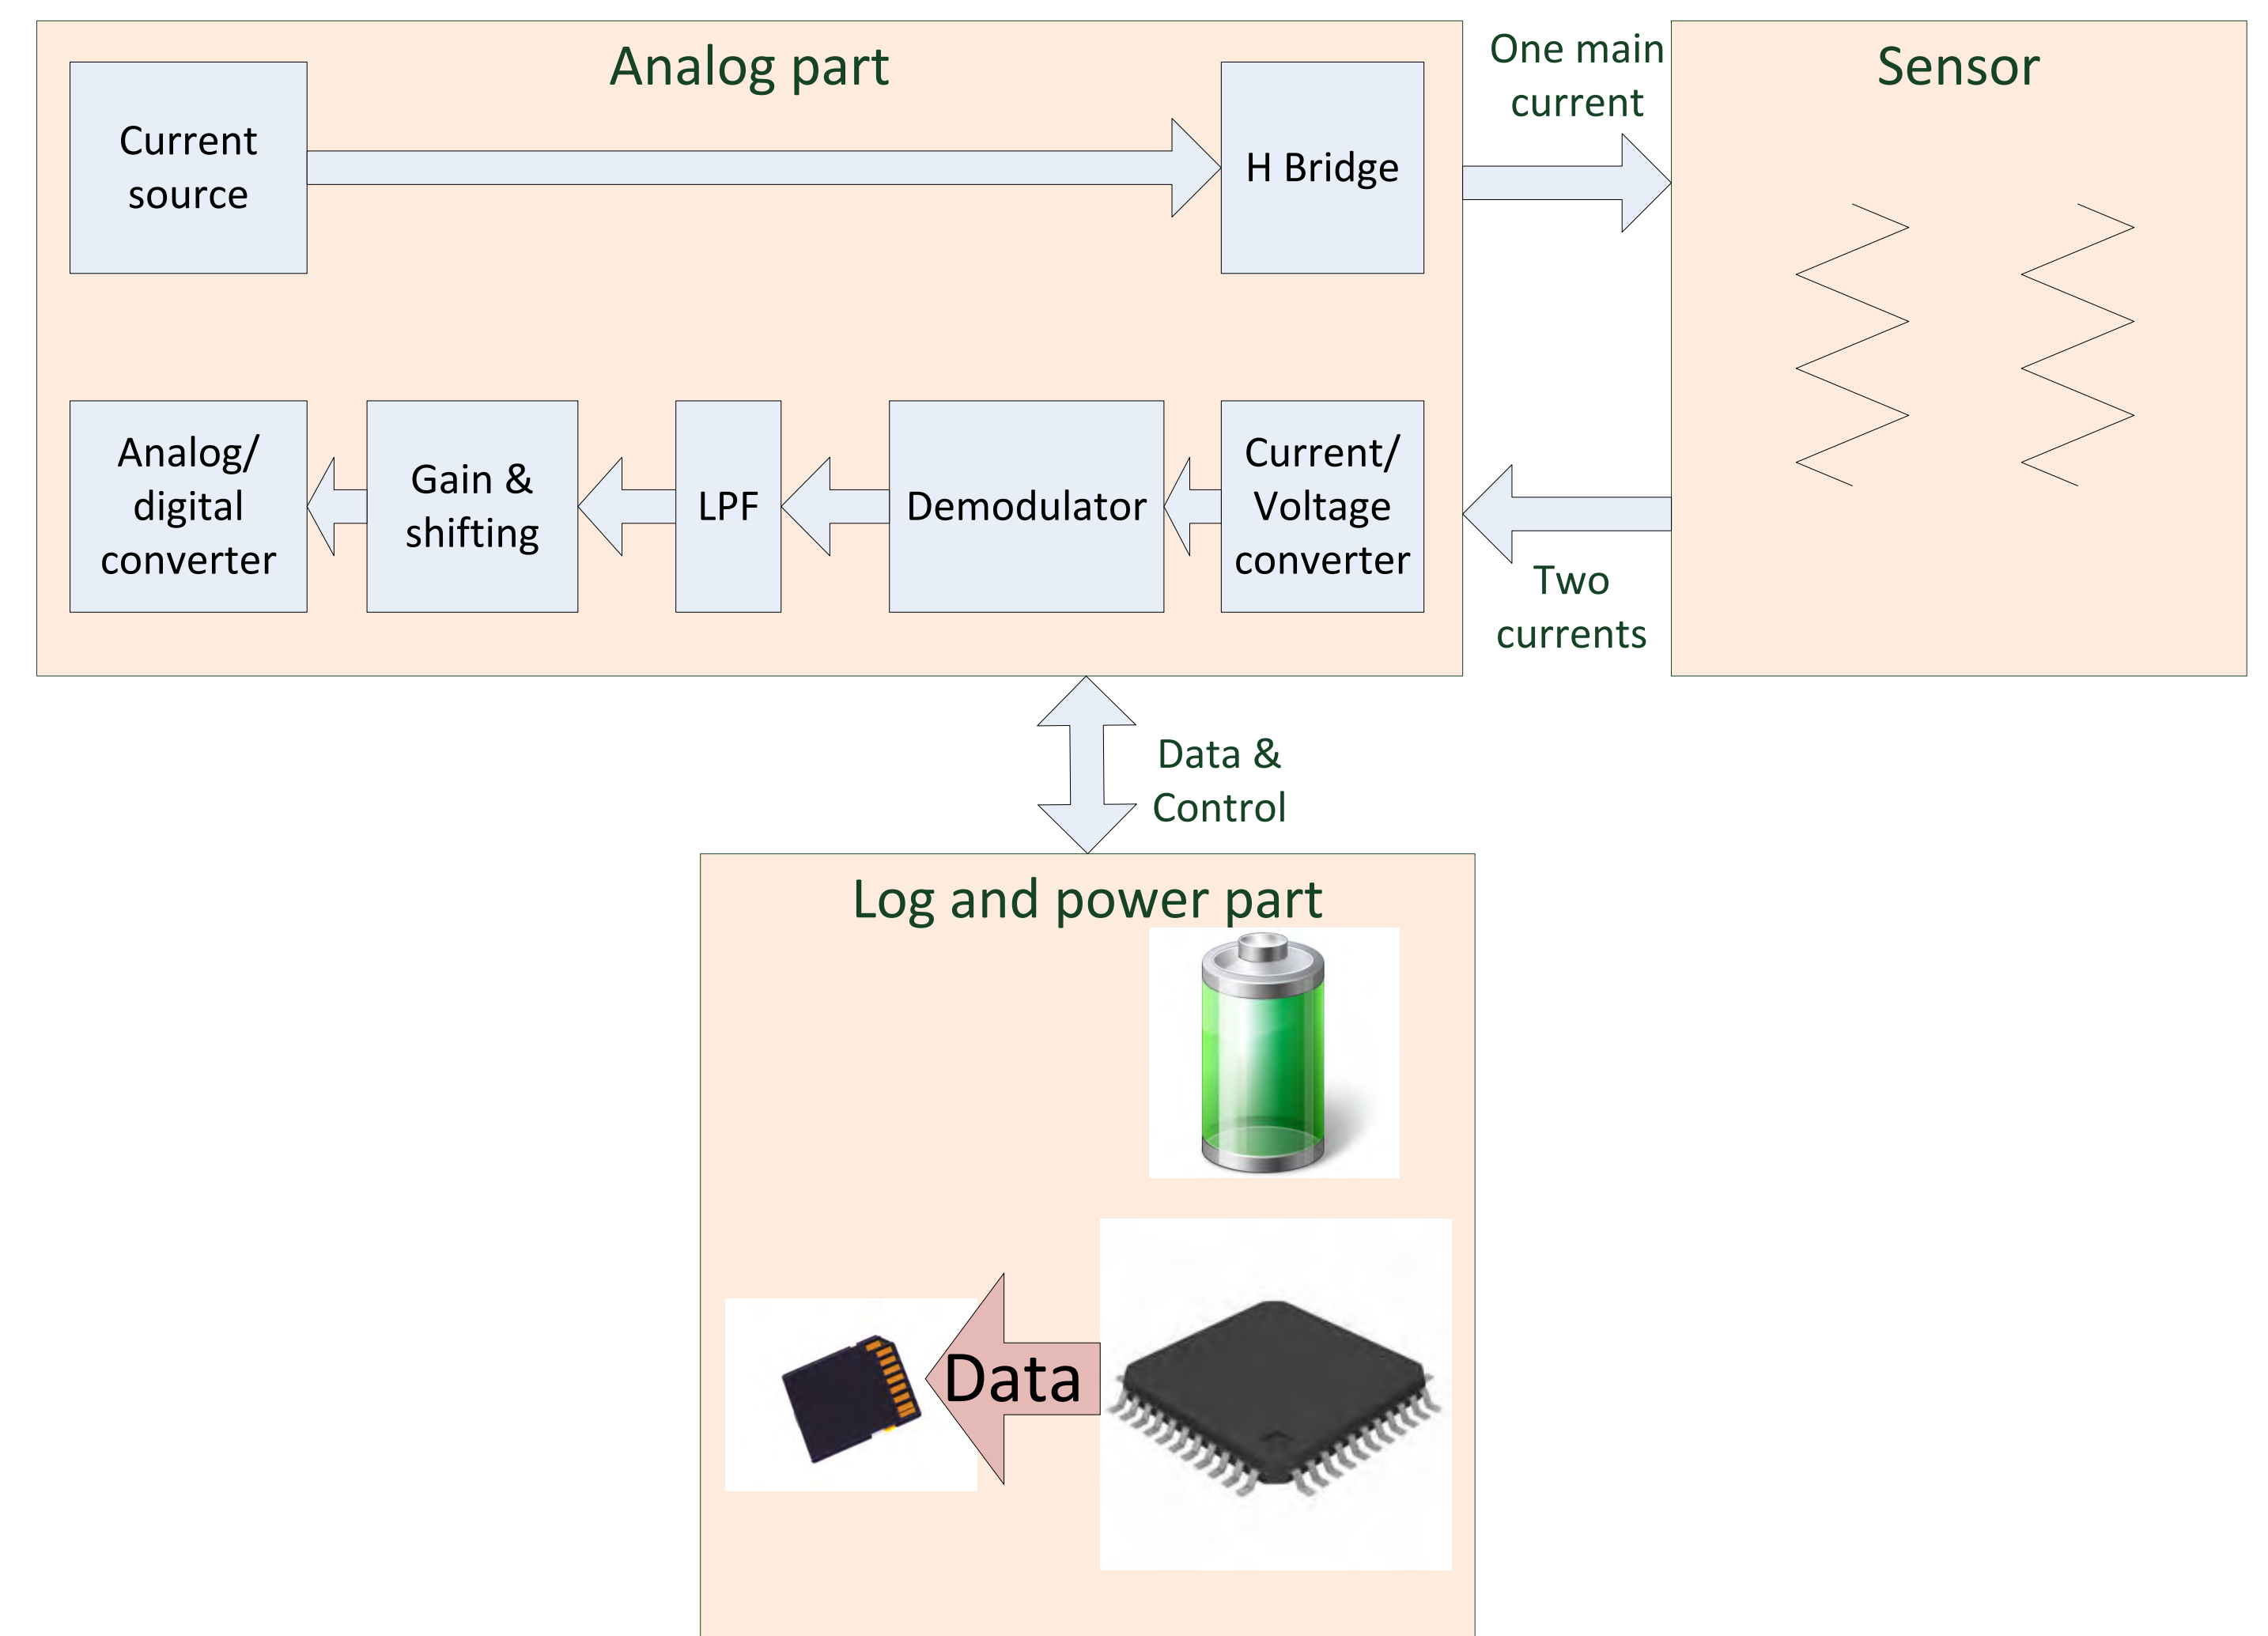 Analog part
One main
current
Sensor
Current
source
H Bridge
Analog/
digital
converter
Gain &
shifting
LPF
Demodulator
Current/
Voltage
converter
Two
currents
Data &
Control
Log and power part
Data